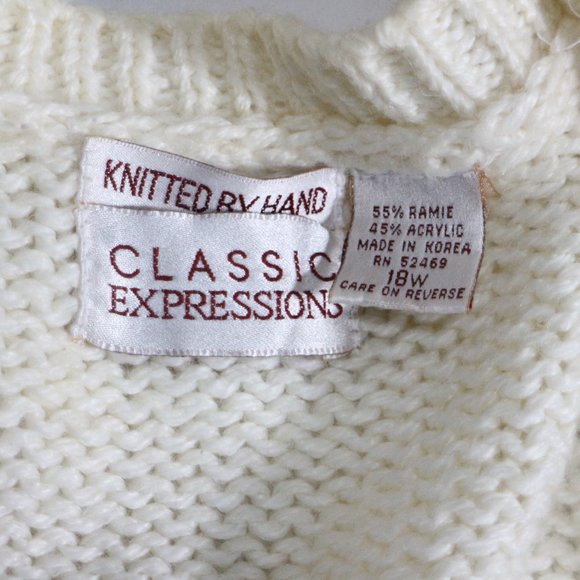 KNITTED BY HAND
CLASSIC
EXPRESSIONS
55% RAMIE
45% ACRYLIC
MADE IN KOREA
RN 52469
18W
CARE ON REVERSE